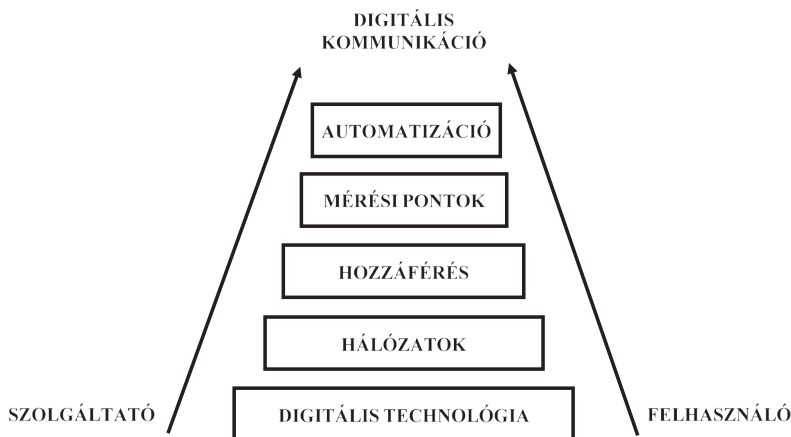 DIGITÁLIS
KOMMUNIKÁCIÓ
AUTOMATIZÁCIÓ
MÉRÉSI PONTOK
HOZZÁFÉRÉS
HÁLÓZATOK
SZOLGÁLTATÓ
DIGITÁLIS TECHNOLÓGIA
FELHASZNÁLÓ